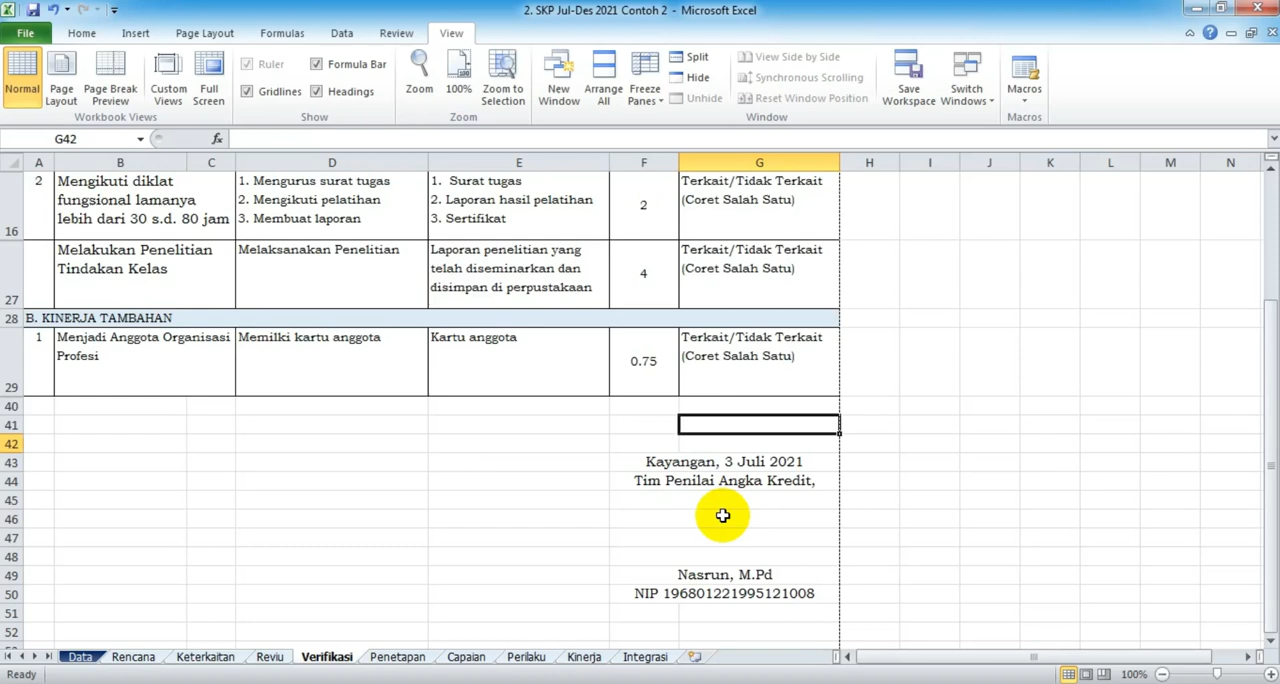 2. SKP Jul-Des 2021 Contoh 2 - Microsoft Excel
File Home Insert Page Layout Formulas Data Review View
Normal Page Layout Page Break Preview Custom Views Full Screen
Workbook Views
Ruler Formula Bar
Gridlines Headings
Show
Zoom 100% Zoom to Selection
Zoom
New Window Arrange All Freeze Panes
Split
Hide
Unhide
View Side by Side
Synchronous Scrolling
Reset Window Position
Window
Save Workspace Switch Windows
Macros
Macros
G42 fx
A B C D E F G H I J K L M N
16
2
Mengikuti diklat
fungsional lamanya
lebih dari 30 s.d. 80 jam
1. Mengurus surat tugas
2. Mengikuti pelatihan
3. Membuat laporan
1. Surat tugas
2. Laporan hasil pelatihan
3. Sertifikat
2
Terkait/Tidak Terkait
(Coret Salah Satu)
27
Melakukan Penelitian
Tindakan Kelas
Melaksanakan Penelitian
Laporan penelitian yang
telah diseminarkan dan
disimpan di perpustakaan
4
Terkait/Tidak Terkait
(Coret Salah Satu)
28 B. KINERJA TAMBAHAN
29
1
Menjadi Anggota Organisasi
Profesi
Memilki kartu anggota
Kartu anggota
0.75
Terkait/Tidak Terkait
(Coret Salah Satu)
40
41
42
43 Kayangan, 3 Juli 2021
44 Tim Penilai Angka Kredit,
45
46
47
48
49 Nasrun, M.Pd
50 NIP 196801221995121008
51
52
Data Rencana Keterkaitan Reviu Verifikasi Penetapan Capaian Perilaku Kinerja Integrasi
Ready 100%